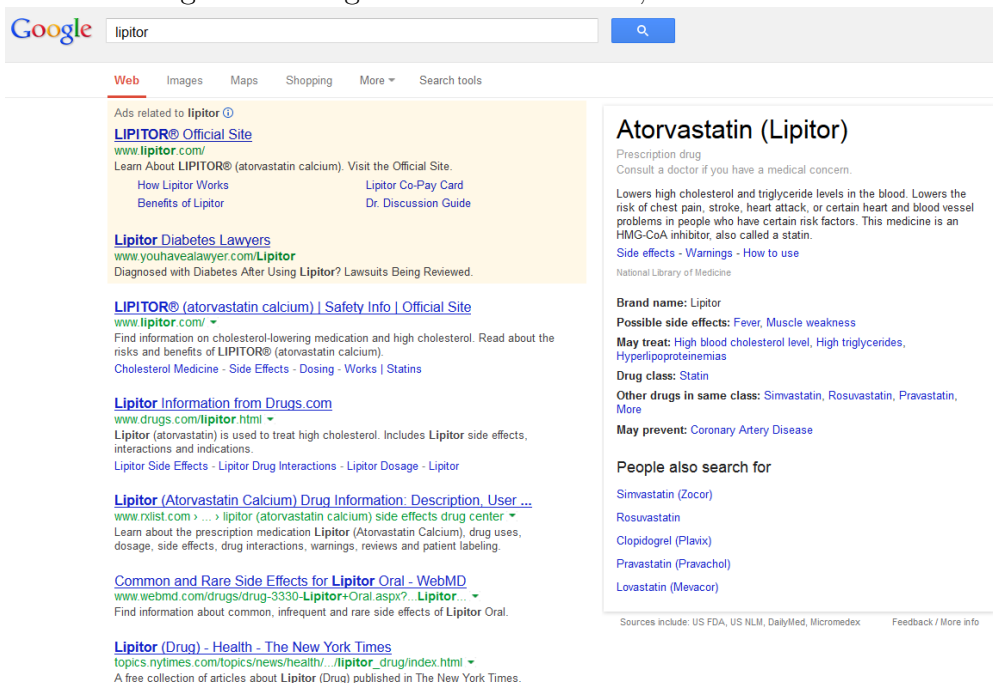 Google
lipitor
Web Images Maps Shopping More Search tools
Ads related to lipitor
LIPITOR® Official Site
www.lipitor.com/
Learn About LIPITOR® (atorvastatin calcium). Visit the Official Site.
How Lipitor Works Lipitor Co-Pay Card
Benefits of Lipitor Dr. Discussion Guide
Lipitor Diabetes Lawyers
www.youhavealawyer.com/Lipitor
Diagnosed with Diabetes After Using Lipitor? Lawsuits Being Reviewed.
LIPITOR® (atorvastatin calcium) | Safety Info | Official Site
www.lipitor.com/
Find information on cholesterol-lowering medication and high cholesterol. Read about the
risks and benefits of LIPITOR® (atorvastatin calcium).
Cholesterol Medicine - Side Effects - Dosing - Works | Statins
Lipitor Information from Drugs.com
www.drugs.com/lipitor.html
Lipitor (atorvastatin) is used to treat high cholesterol. Includes Lipitor side effects,
interactions and indications.
Lipitor Side Effects - Lipitor Drug Interactions - Lipitor Dosage - Lipitor
Lipitor (Atorvastatin Calcium) Drug Information: Description, User ...
www.rxlist.com › ... › lipitor (atorvastatin calcium) side effects drug center
Learn about the prescription medication Lipitor (Atorvastatin Calcium), drug uses,
dosage, side effects, drug interactions, warnings, reviews and patient labeling.
Common and Rare Side Effects for Lipitor Oral - WebMD
www.webmd.com/drugs/drug-3330-Lipitor+Oral.aspx?...Lipitor...
Find information about common, infrequent and rare side effects of Lipitor Oral.
Lipitor (Drug) - Health - The New York Times
topics.nytimes.com/topics/news/health/.../lipitor_drug/index.html
A free collection of articles about Lipitor (Drug) published in The New York Times.
Atorvastatin (Lipitor)
Prescription drug
Consult a doctor if you have a medical concern.
Lowers high cholesterol and triglyceride levels in the blood. Lowers the
risk of chest pain, stroke, heart attack, or certain heart and blood vessel
problems in people who have certain risk factors. This medicine is an
HMG-CoA inhibitor, also called a statin.
Side effects - Warnings - How to use
National Library of Medicine
Brand name: Lipitor
Possible side effects: Fever, Muscle weakness
May treat: High blood cholesterol level, High triglycerides,
Hyperlipoproteinemias
Drug class: Statin
Other drugs in same class: Simvastatin, Rosuvastatin, Pravastatin,
More
May prevent: Coronary Artery Disease
People also search for
Simvastatin (Zocor)
Rosuvastatin
Clopidogrel (Plavix)
Pravastatin (Pravachol)
Lovastatin (Mevacor)
Sources include: US FDA, US NLM, DailyMed, Micromedex Feedback / More info